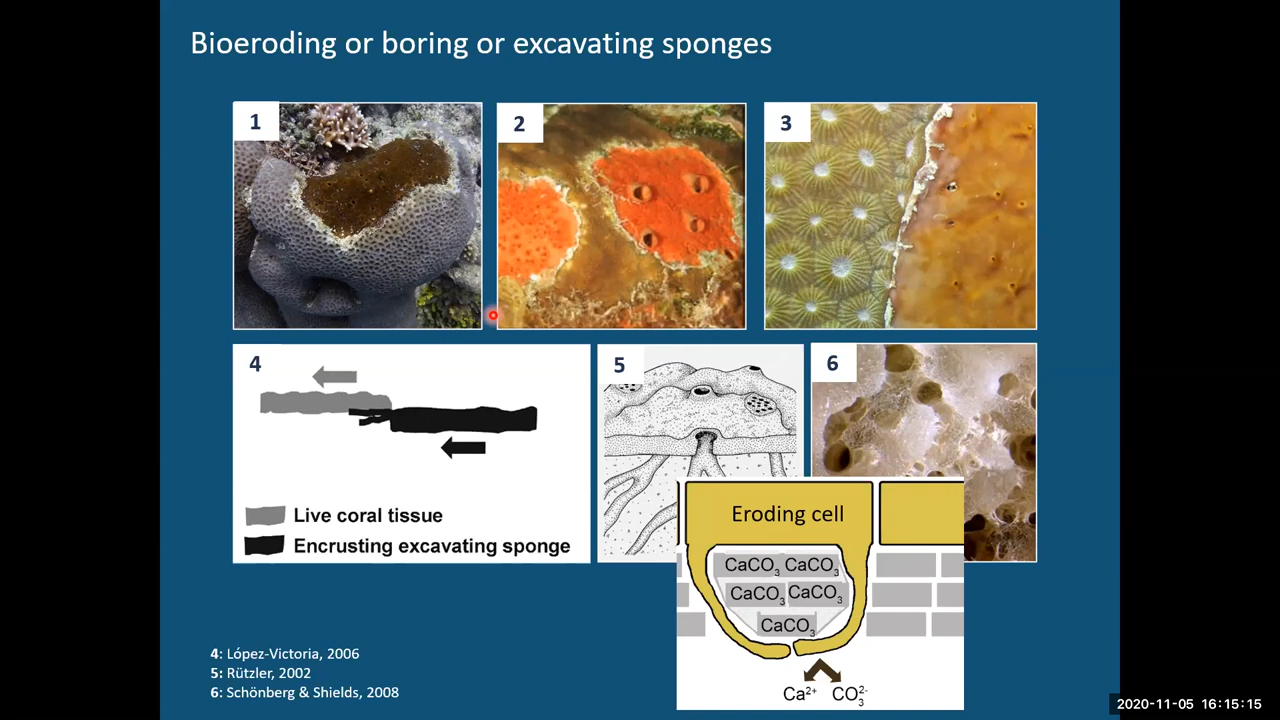 Bioeroding or boring or excavating sponges
1
2
3
4
Live coral tissue
Encrusting excavating sponge
5
6
Eroding cell
CaCO₃ CaCO₃
CaCO₃ CaCO₃
CaCO₃
Ca²⁺ CO₃²⁻
4: López-Victoria, 2006
5: Rützler, 2002
6: Schönberg & Shields, 2008
2020-11-05 16:15:15